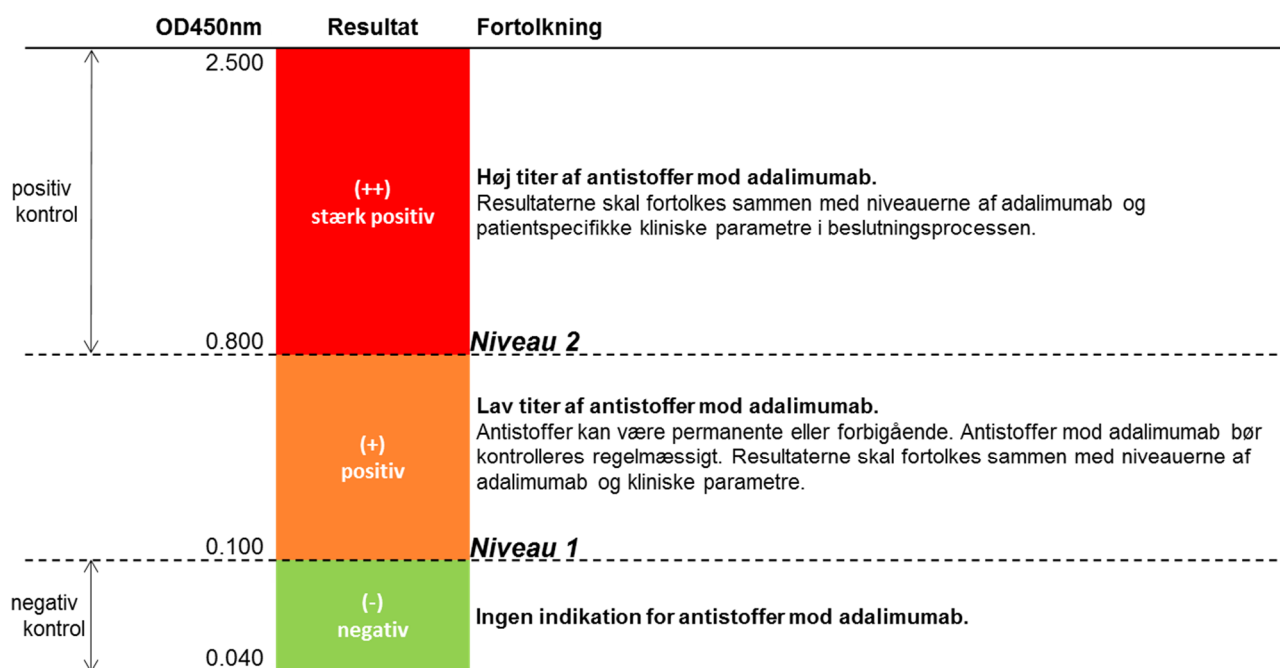 OD450nm Resultat Fortolkning
2.500
positiv
kontrol
(++)
stærk positiv
Høj titer af antistoffer mod adalimumab.
Resultaterne skal fortolkes sammen med niveauerne af adalimumab og
patientspecifikke kliniske parametre i beslutningsprocessen.
0.800
Niveau 2
(+)
positiv
Lav titer af antistoffer mod adalimumab.
Antistoffer kan være permanente eller forbigående. Antistoffer mod adalimumab bør
kontrolleres regelmæssigt. Resultaterne skal fortolkes sammen med niveauerne af
adalimumab og kliniske parametre.
0.100
Niveau 1
negativ
kontrol
(-)
negativ
Ingen indikation for antistoffer mod adalimumab.
0.040